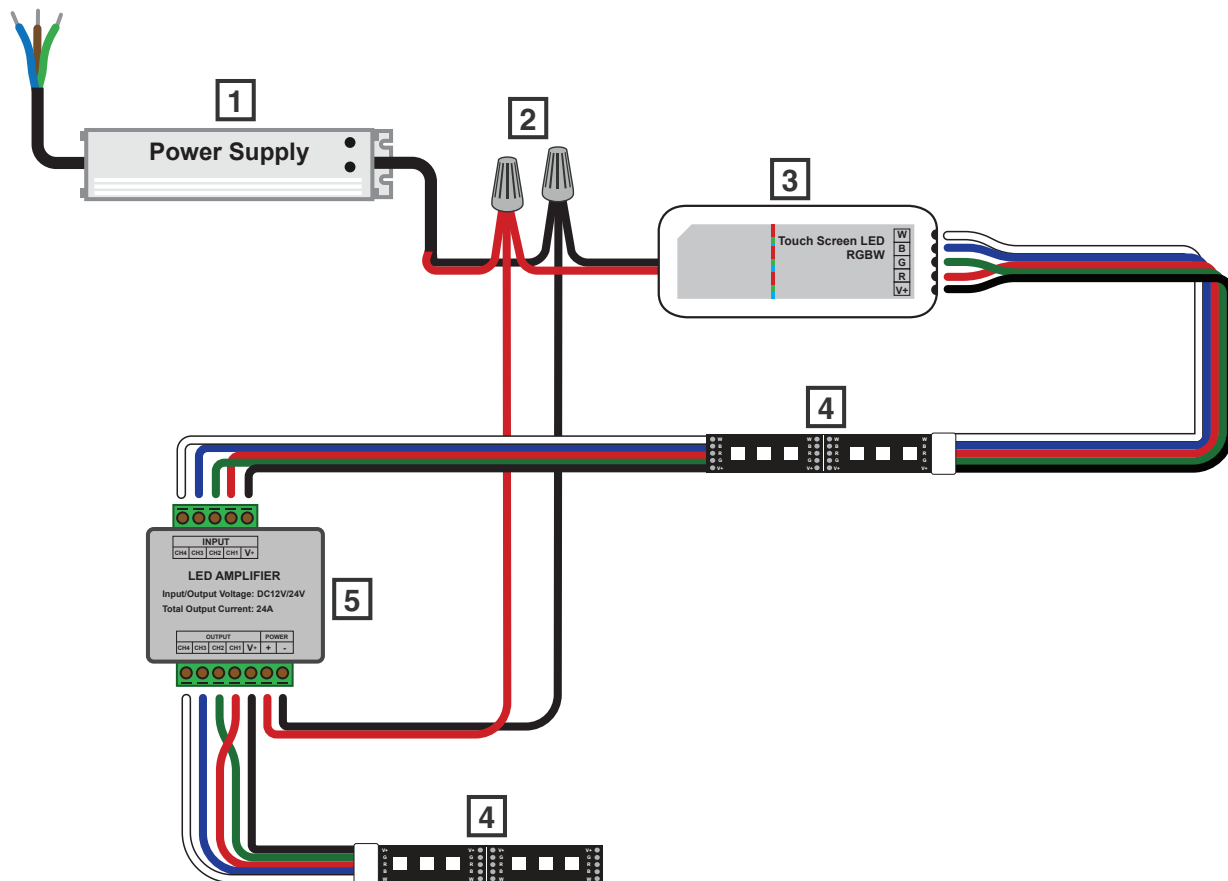 1
Power Supply
2
3
Touch Screen LED
RGBW
W
B
G
R
V+
4
W W W W
B B B B
R R R R
G G G G
V+ V+ V+ V+
INPUT
CH4 CH3 CH2 CH1 V+
LED AMPLIFIER
Input/Output Voltage: DC12V/24V
Total Output Current: 24A
5
OUTPUT POWER
CH4 CH3 CH2 CH1 V+ + -
4
V+ V+ V+ V+
G G G G
R R R R
B B B B
W W W W